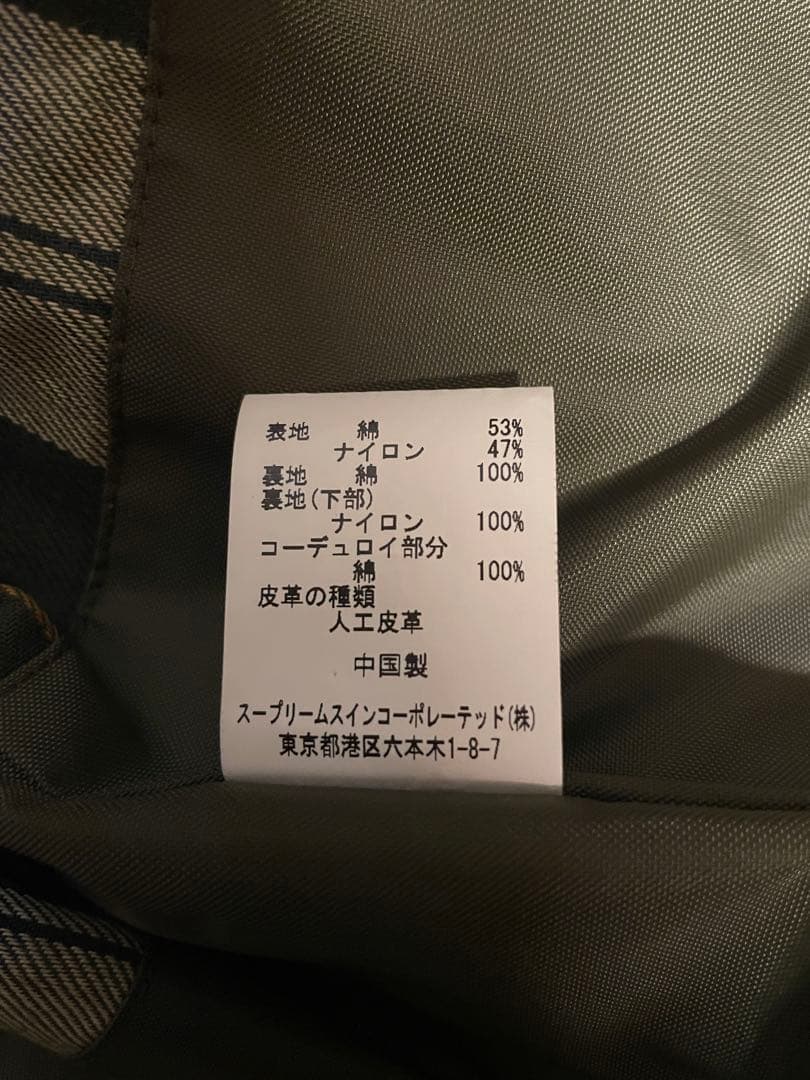 表地 綿 53%
ナイロン 47%
裏地 綿 100%
裏地(下部)
ナイロン 100%
コーデュロイ部分
綿 100%
皮革の種類
人工皮革
中国製
スープリームスインコーポレーテッド(株)
東京都港区六本木1-8-7